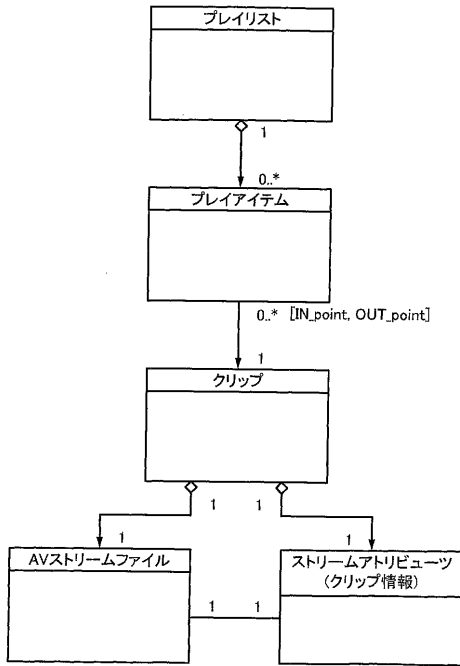 プレイリスト
1
0..*
プレイアイテム
0..* [IN_point, OUT_point]
1
クリップ
1 1
1 1
AVストリームファイル
ストリームアトリビューツ
(クリップ情報)
1 1